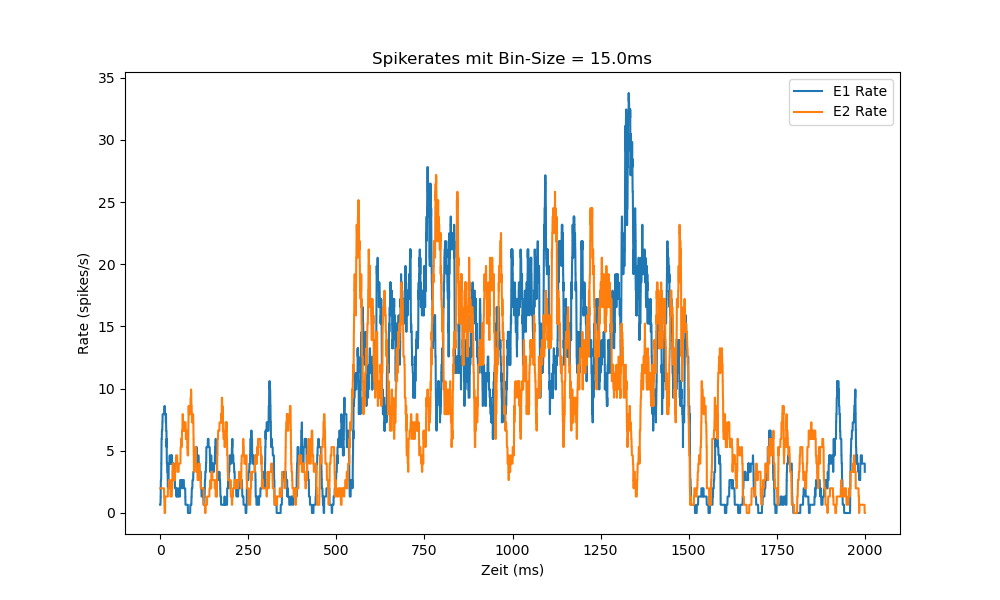 Spikerates mit Bin-Size = 15.0ms
E1 Rate
E2 Rate
Rate (spikes/s)
35
30
25
20
15
10
5
0
0 250 500 750 1000 1250 1500 1750 2000
Zeit (ms)